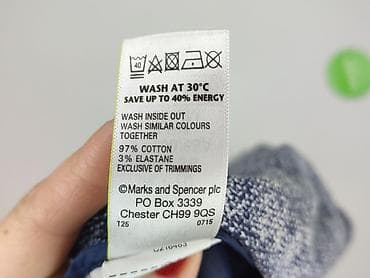 40
WASH AT 30°C
SAVE UP TO 40% ENERGY
WASH INSIDE OUT
WASH SIMILAR COLOURS
TOGETHER
97% COTTON
3% ELASTANE
EXCLUSIVE OF TRIMMINGS
©Marks and Spencer plc
PO Box 3339
Chester CH99 9QS
T25 0715